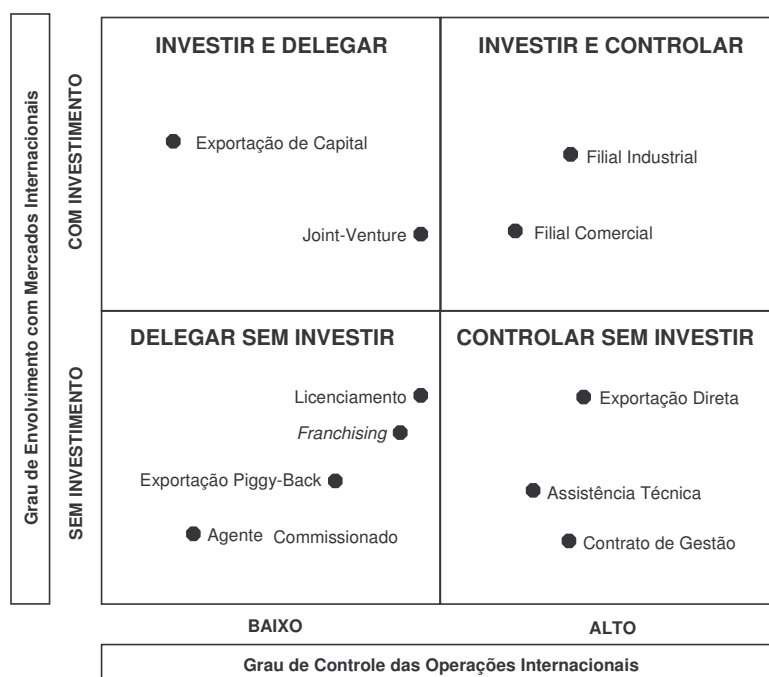 INVESTIR E DELEGAR
INVESTIR E CONTROLAR
Exportação de Capital
Filial Industrial
Joint-Venture
Filial Comercial
DELEGAR SEM INVESTIR
CONTROLAR SEM INVESTIR
Licenciamento
Exportação Direta
Franchising
Exportação Piggy-Back
Assistência Técnica
Agente Commissionado
Contrato de Gestão
Grau de Envolvimento com Mercados Internacionais
COM INVESTIMENTO
SEM INVESTIMENTO
BAIXO
ALTO
Grau de Controle das Operações Internacionais